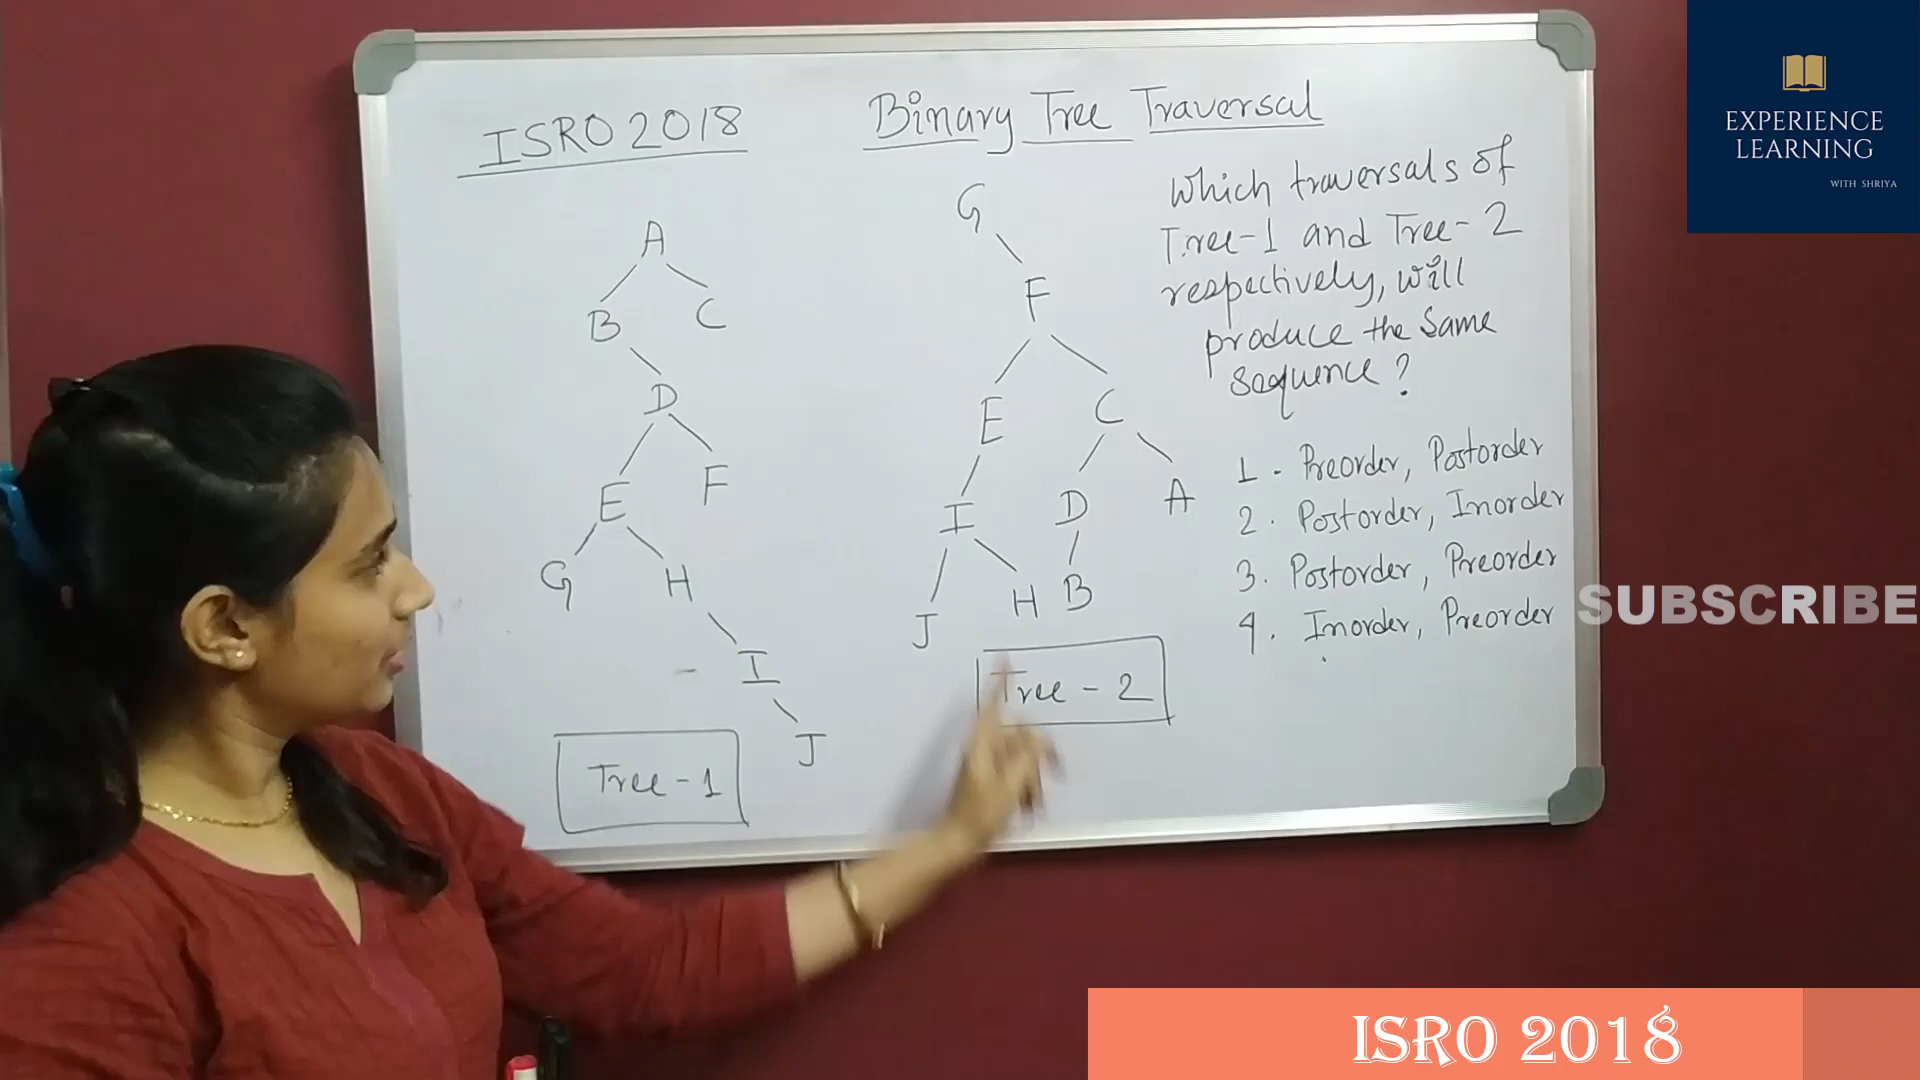 ISRO 2018
Binary Tree Traversal
A
B C
D
E F
G H
I
J
Tree-1
G
F
E C
I D A
J H B
Tree - 2
Which traversals of
Tree-1 and Tree-2
respectively, will
produce the same
sequence?
1 - Preorder, Postorder
2. Postorder, Inorder
3. Postorder, Preorder
4. Inorder, Preorder
EXPERIENCE
LEARNING
WITH SHRIYA
SUBSCRIBE
ISRO 2018